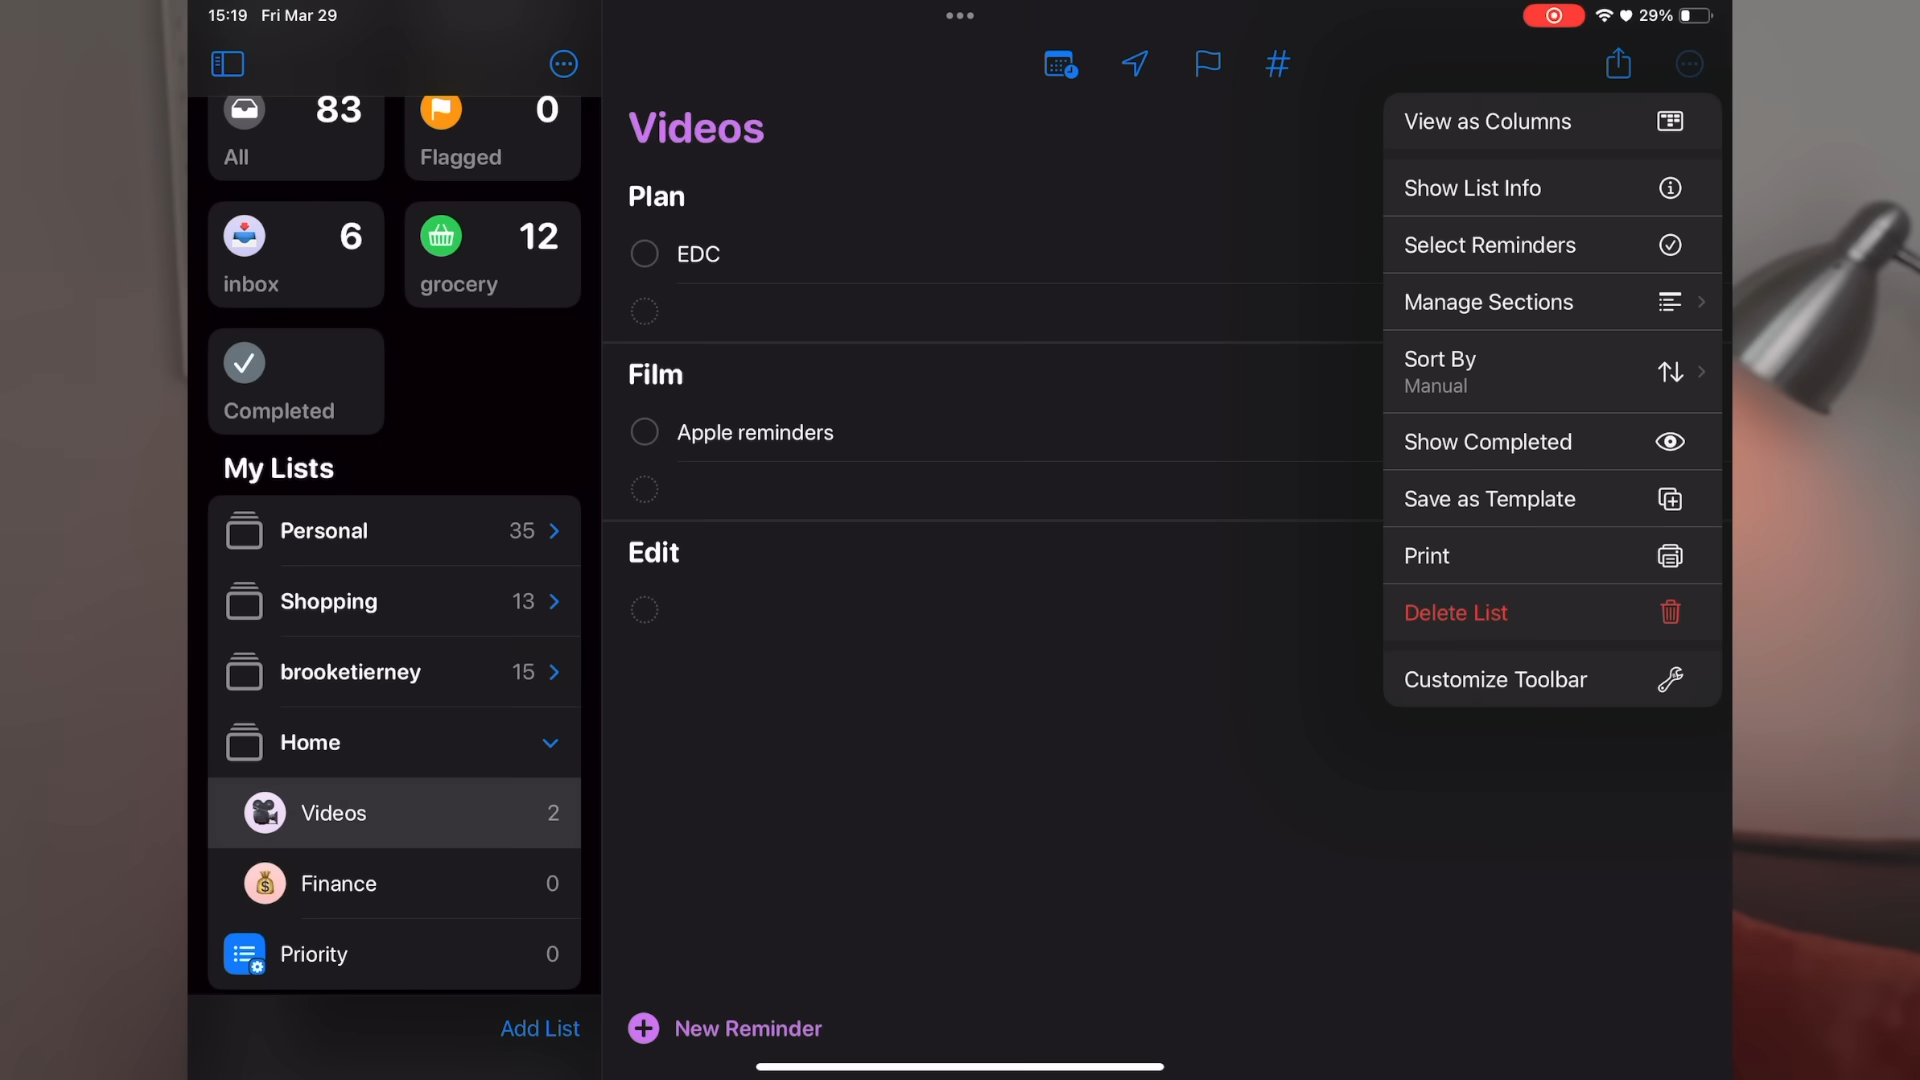 15:19 Fri Mar 29
29%
83
All
0
Flagged
6
inbox
12
grocery
Completed
My Lists
Personal 35
Shopping 13
brooketierney 15
Home
Videos 2
Finance 0
Priority 0
Add List
Videos
Plan
EDC
Film
Apple reminders
Edit
New Reminder
View as Columns
Show List Info
Select Reminders
Manage Sections
Sort By
Manual
Show Completed
Save as Template
Print
Delete List
Customize Toolbar